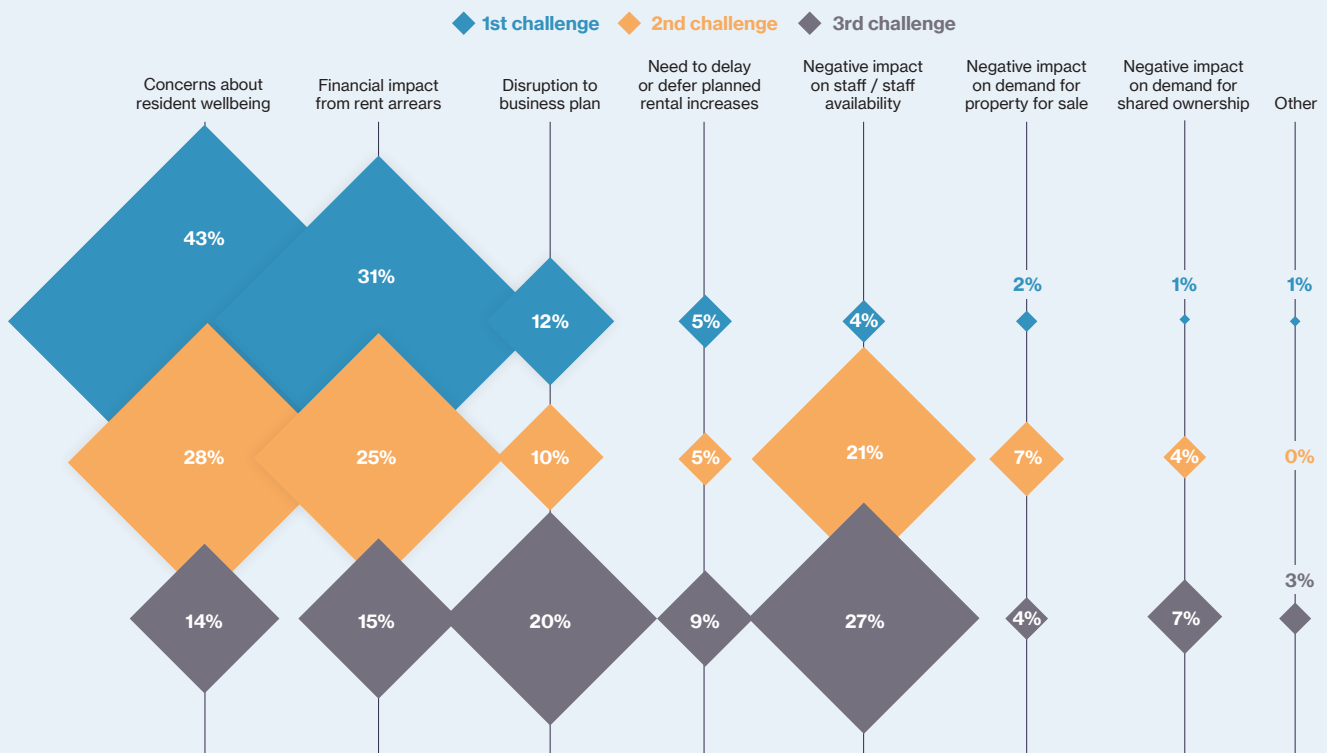 1st challenge 2nd challenge 3rd challenge
Concerns about
resident wellbeing
Financial impact
from rent arrears
Disruption to
business plan
Need to delay
or defer planned
rental increases
Negative impact
on staff / staff
availability
Negative impact
on demand for
property for sale
Negative impact
on demand for
shared ownership
Other
43%
31%
12%
5%
4%
2%
1%
1%
28%
25%
10%
5%
21%
7%
4%
0%
14%
15%
20%
9%
27%
4%
7%
3%